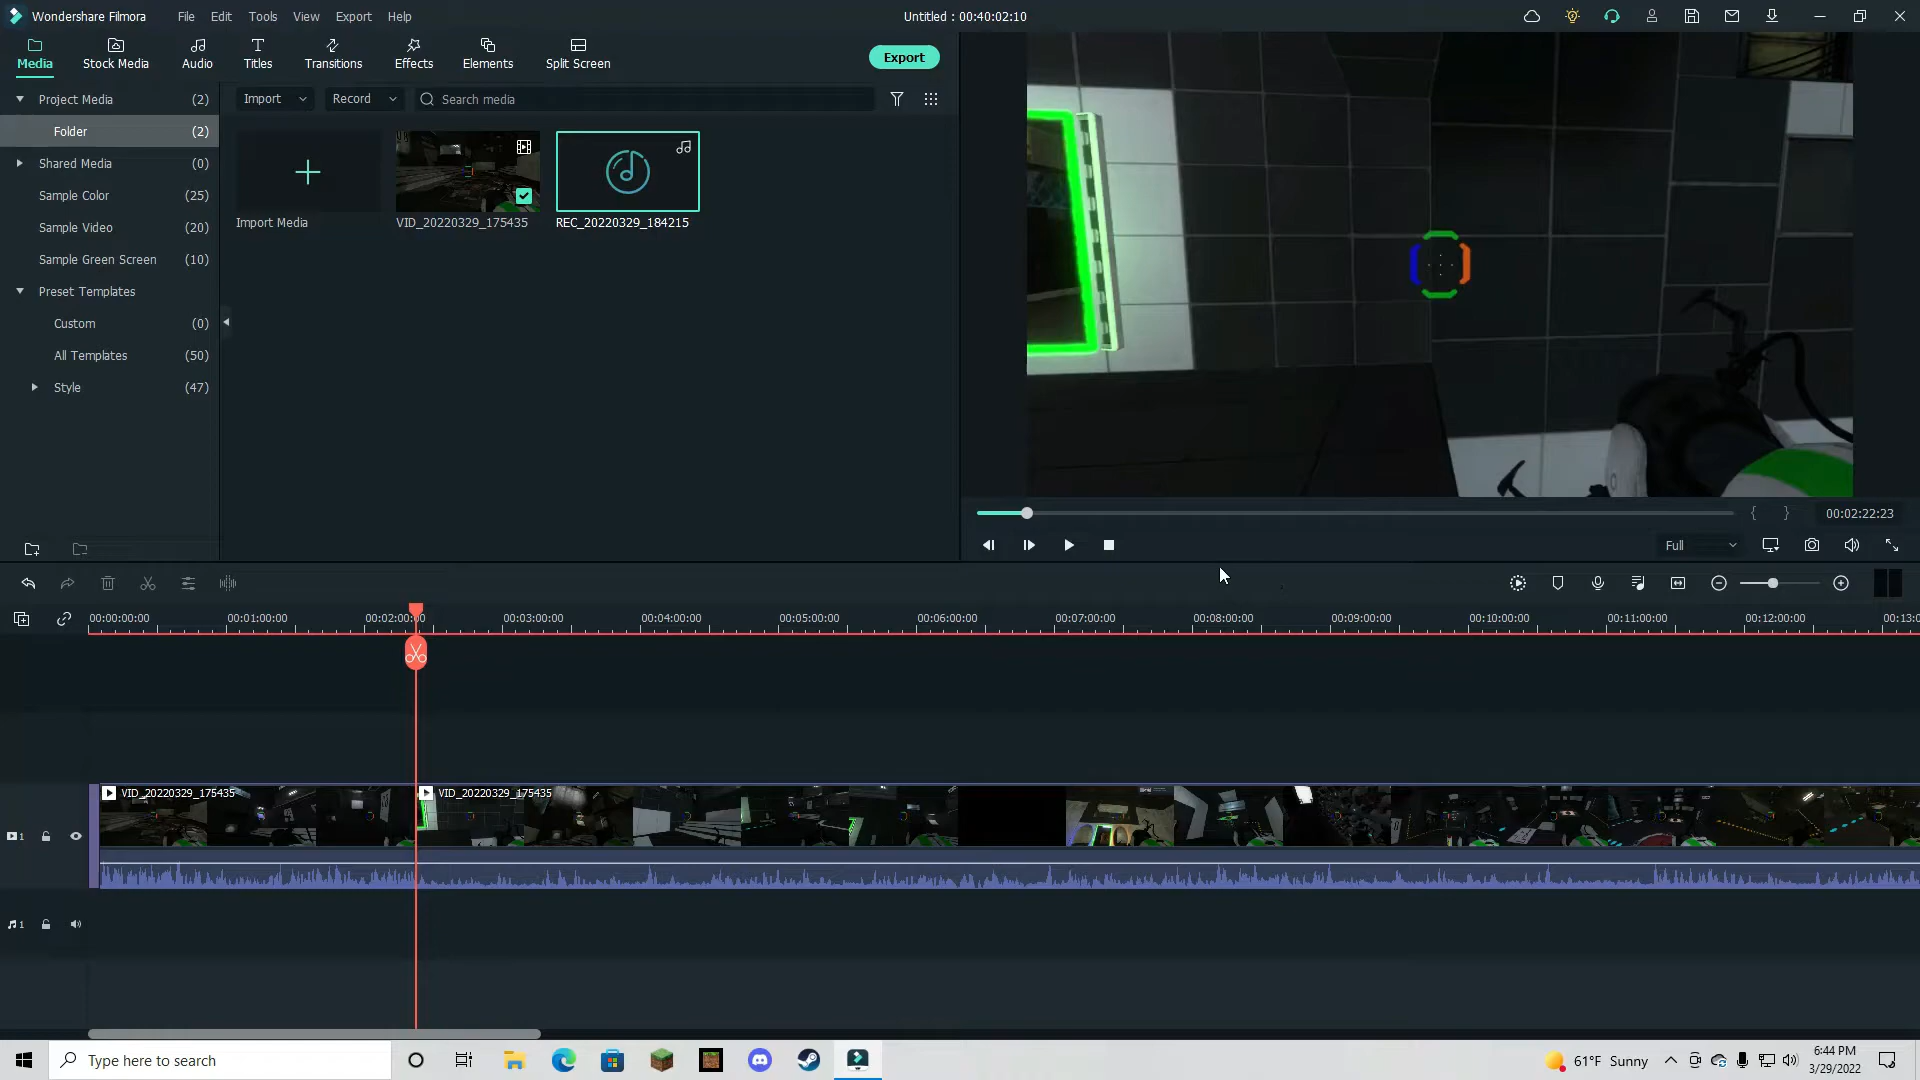 Wondershare Filmora File Edit Tools View Export Help Untitled : 00:40:02:10
Media Stock Media Audio Titles Transitions Effects Elements Split Screen Export
Project Media (2)
Folder (2)
Shared Media (0)
Sample Color (25)
Sample Video (20)
Sample Green Screen (10)
Preset Templates
Custom (0)
All Templates (50)
Style (47)
Import Record Search media
Import Media VID_20220329_175435 REC_20220329_184215
{ } 00:02:22:23
Full
00:00:00:00 00:01:00:00 00:02:00:00 00:03:00:00 00:04:00:00 00:05:00:00 00:06:00:00 00:07:00:00 00:08:00:00 00:09:00:00 00:10:00:00 00:11:00:00 00:12:00:00 00:13:0
VID_20220329_175435 VID_20220329_175435
1
1
Type here to search 61°F Sunny 6:44 PM
3/29/2022